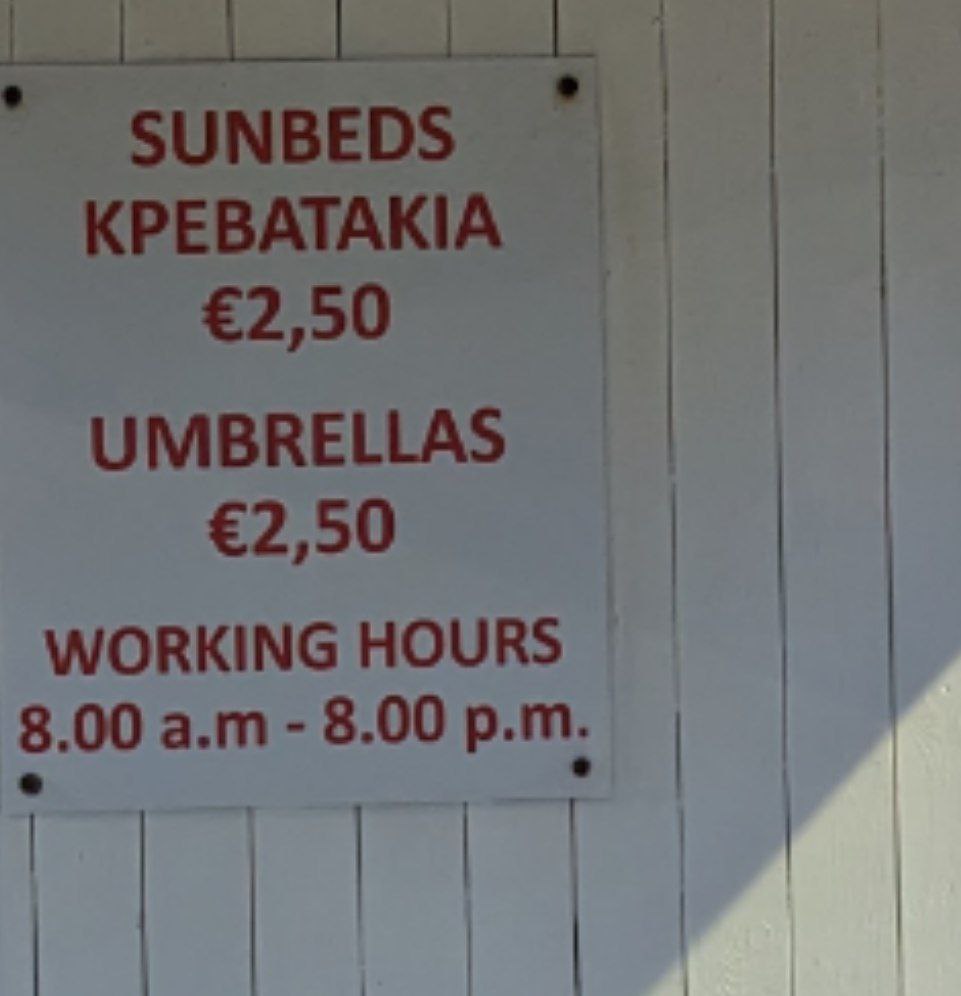 SUNBEDS
ΚΡΕΒΑΤΑΚΙΑ
€2,50
UMBRELLAS
€2,50
WORKING HOURS
8.00 a.m - 8.00 p.m.